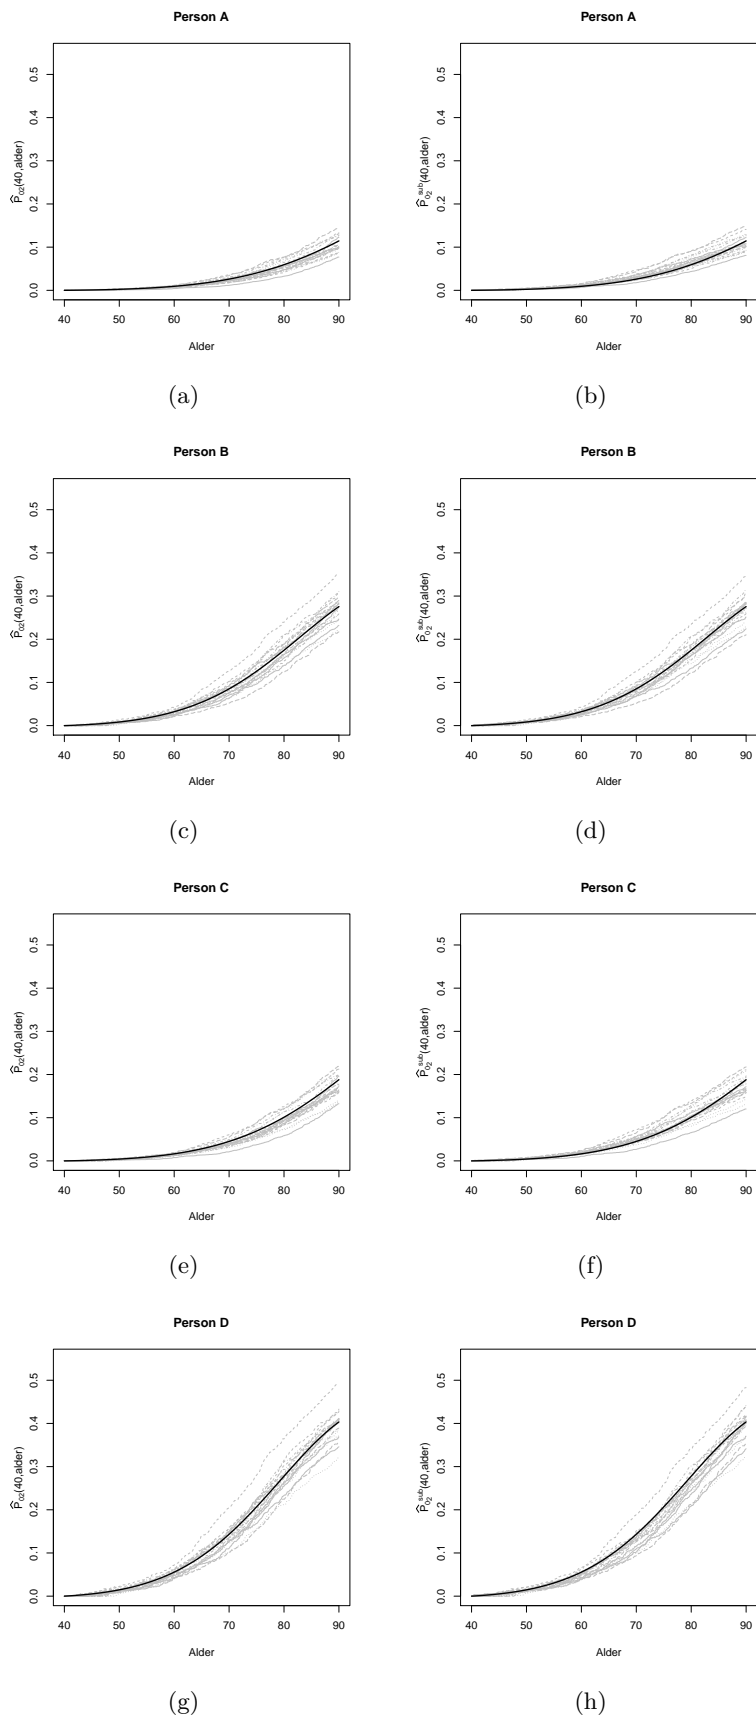 Person A
Person A
0.0 0.1 0.2 0.3 0.4 0.5
P̂₀₂(40,alder)
0.0 0.1 0.2 0.3 0.4 0.5
P̂₀₂ˢᵘᵇ(40,alder)
40 50 60 70 80 90
40 50 60 70 80 90
Alder
Alder
(a)
(b)
Person B
Person B
0.0 0.1 0.2 0.3 0.4 0.5
P̂₀₂(40,alder)
0.0 0.1 0.2 0.3 0.4 0.5
P̂₀₂ˢᵘᵇ(40,alder)
40 50 60 70 80 90
40 50 60 70 80 90
Alder
Alder
(c)
(d)
Person C
Person C
0.0 0.1 0.2 0.3 0.4 0.5
P̂₀₂(40,alder)
0.0 0.1 0.2 0.3 0.4 0.5
P̂₀₂ˢᵘᵇ(40,alder)
40 50 60 70 80 90
40 50 60 70 80 90
Alder
Alder
(e)
(f)
Person D
Person D
0.0 0.1 0.2 0.3 0.4 0.5
P̂₀₂(40,alder)
0.0 0.1 0.2 0.3 0.4 0.5
P̂₀₂ˢᵘᵇ(40,alder)
40 50 60 70 80 90
40 50 60 70 80 90
Alder
Alder
(g)
(h)